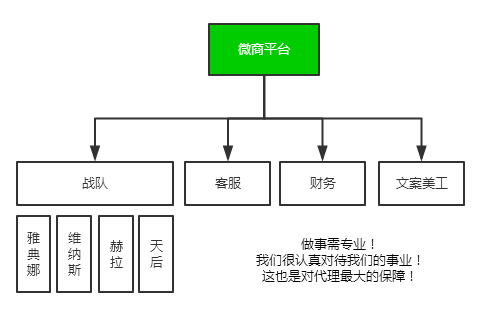 微商平台
战队
客服
财务
文案美工
雅典娜
维纳斯
赫拉
天后
做事需专业！
我们很认真对待我们的事业！
这也是对代理最大的保障！